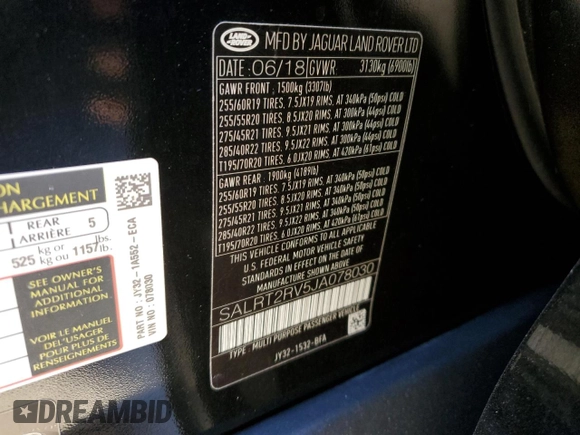 LAND ROVER
MFD BY JAGUAR LAND ROVER LTD
DATE: 06/18 GVWR: 3130kg (6900lb)
GAWR FRONT : 1500kg (3307lb)
255/60R19 TIRES, 7.5JX19 RIMS, AT 340kPa (50psi) COLD
255/55R20 TIRES, 8.5JX20 RIMS, AT 300kPa (44psi) COLD
275/45R21 TIRES, 9.5JX21 RIMS, AT 300kPa (44psi) COLD
285/40R22 TIRES, 9.5JX22 RIMS, AT 300kPa (44psi) COLD
T195/70R20 TIRES, 6.0JX20 RIMS, AT 420kPa (61psi) COLD
GAWR REAR: 1900kg (4189lb)
255/60R19 TIRES, 7.5JX19 RIMS, AT 340kPa (50psi) COLD
255/55R20 TIRES, 8.5JX20 RIMS, AT 340kPa (50psi) COLD
275/45R21 TIRES, 9.5JX21 RIMS, AT 340kPa (50psi) COLD
285/40R22 TIRES, 9.5JX22 RIMS, AT 340kPa (50psi) COLD
T195/70R20 TIRES, 6.0JX20 RIMS, AT 420kPa (61psi) COLD
THIS VEHICLE CONFORMS TO ALL APPLICABLE
U.S. FEDERAL MOTOR VEHICLE SAFETY
STANDARDS IN EFFECT ON THE DATE OF
MANUFACTURE SHOWN ABOVE
SALRT2RV5JA078030
TYPE: MULTI PURPOSE PASSENGER VEHICLE
JY32-1532-BFA
ON
CHARGEMENT
REAR
ARRIÈRE
5
525 kg or kg ou 1157 lbs. lb.
SEE OWNER'S
MANUAL FOR
ADDITIONAL
INFORMATION
VOIR LE MANUEL
DE L'USAGER
POUR PLUS DE
RENSEIGNEMENTS
PART NO: JY32-1A552-ECA
VIN NO : 078030
DREAMBID